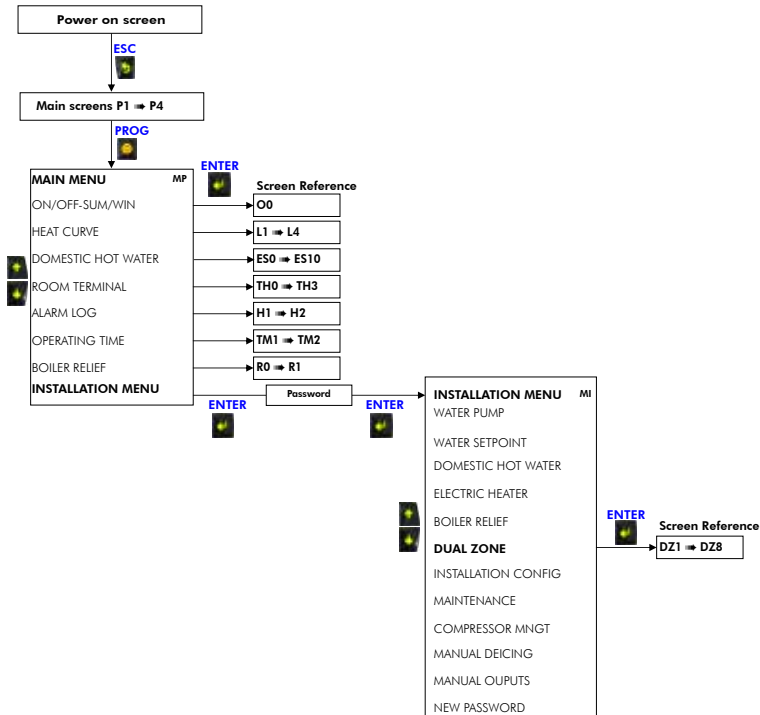 Power on screen
ESC
Main screens P1 ➠ P4
PROG
MAIN MENU MP
ENTER
Screen Reference
ON/OFF-SUM/WIN
O0
HEAT CURVE
L1 ➠ L4
DOMESTIC HOT WATER
ES0 ➠ ES10
ROOM TERMINAL
TH0 ➠ TH3
ALARM LOG
H1 ➠ H2
OPERATING TIME
TM1 ➠ TM2
BOILER RELIEF
R0 ➠ R1
INSTALLATION MENU
ENTER
Password
ENTER
INSTALLATION MENU MI
WATER PUMP
WATER SETPOINT
DOMESTIC HOT WATER
ELECTRIC HEATER
BOILER RELIEF
DUAL ZONE
ENTER
Screen Reference
DZ1 ➠ DZ8
INSTALLATION CONFIG
MAINTENANCE
COMPRESSOR MNGT
MANUAL DEICING
MANUAL OUPUTS
NEW PASSWORD